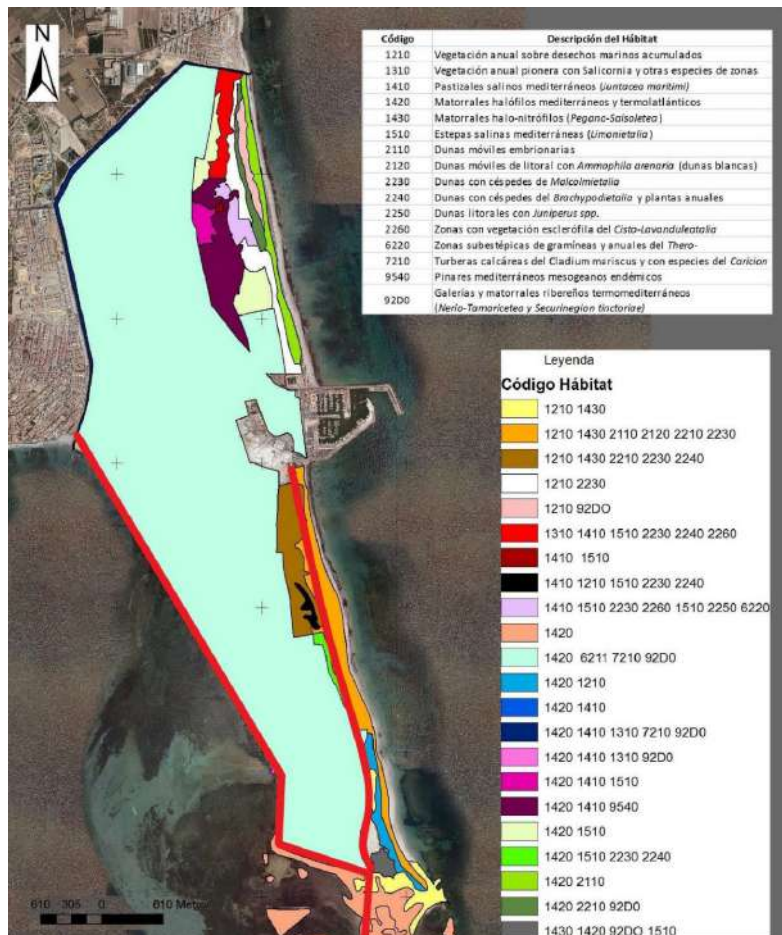 N
Código Descripción del Hábitat
1210 Vegetación anual sobre desechos marinos acumulados
1310 Vegetación anual pionera con Salicornia y otras especies de zonas
1410 Pastizales salinos mediterráneos (Juntacea maritimi)
1420 Matorrales halófilos mediterráneos y termolatlánticos
1430 Matorrales halo-nitrófilos (Pegano-Salsoletea)
1510 Estepas salinas mediterráneas (Limonietalia)
2110 Dunas móviles embrionarias
2120 Dunas móviles de litoral con Ammophila arenaria (dunas blancas)
2230 Dunas con céspedes de Malcolmietalia
2240 Dunas con céspedes del Brachypodietalia y plantas anuales
2250 Dunas litorales con Juniperus spp.
2260 Zonas con vegetación esclerófila del Cisto-Lavanduletalia
6220 Zonas subestépicas de gramíneas y anuales del Thero-
7210 Turberas calcáreas del Cladium mariscus y con especies del Caricion
9540 Pinares mediterráneos mesogeanos endémicos
92D0 Galerías y matorrales ribereños termomediterráneos
(Nerio-Tamaricetea y Securinegion tinctoriae)
Leyenda
Código Hábitat
1210 1430
1210 1430 2110 2120 2210 2230
1210 1430 2210 2230 2240
1210 2230
1210 92DO
1310 1410 1510 2230 2240 2260
1410 1510
1410 1210 1510 2230 2240
1410 1510 2230 2260 1510 2250 6220
1420
1420 6211 7210 92D0
1420 1210
1420 1410
1420 1410 1310 7210 92D0
1420 1410 1310 92D0
1420 1410 1510
1420 1410 9540
1420 1510
1420 1510 2230 2240
1420 2110
1420 2210 92D0
1430 1420 92DO 1510
610 305 0 610 Metros